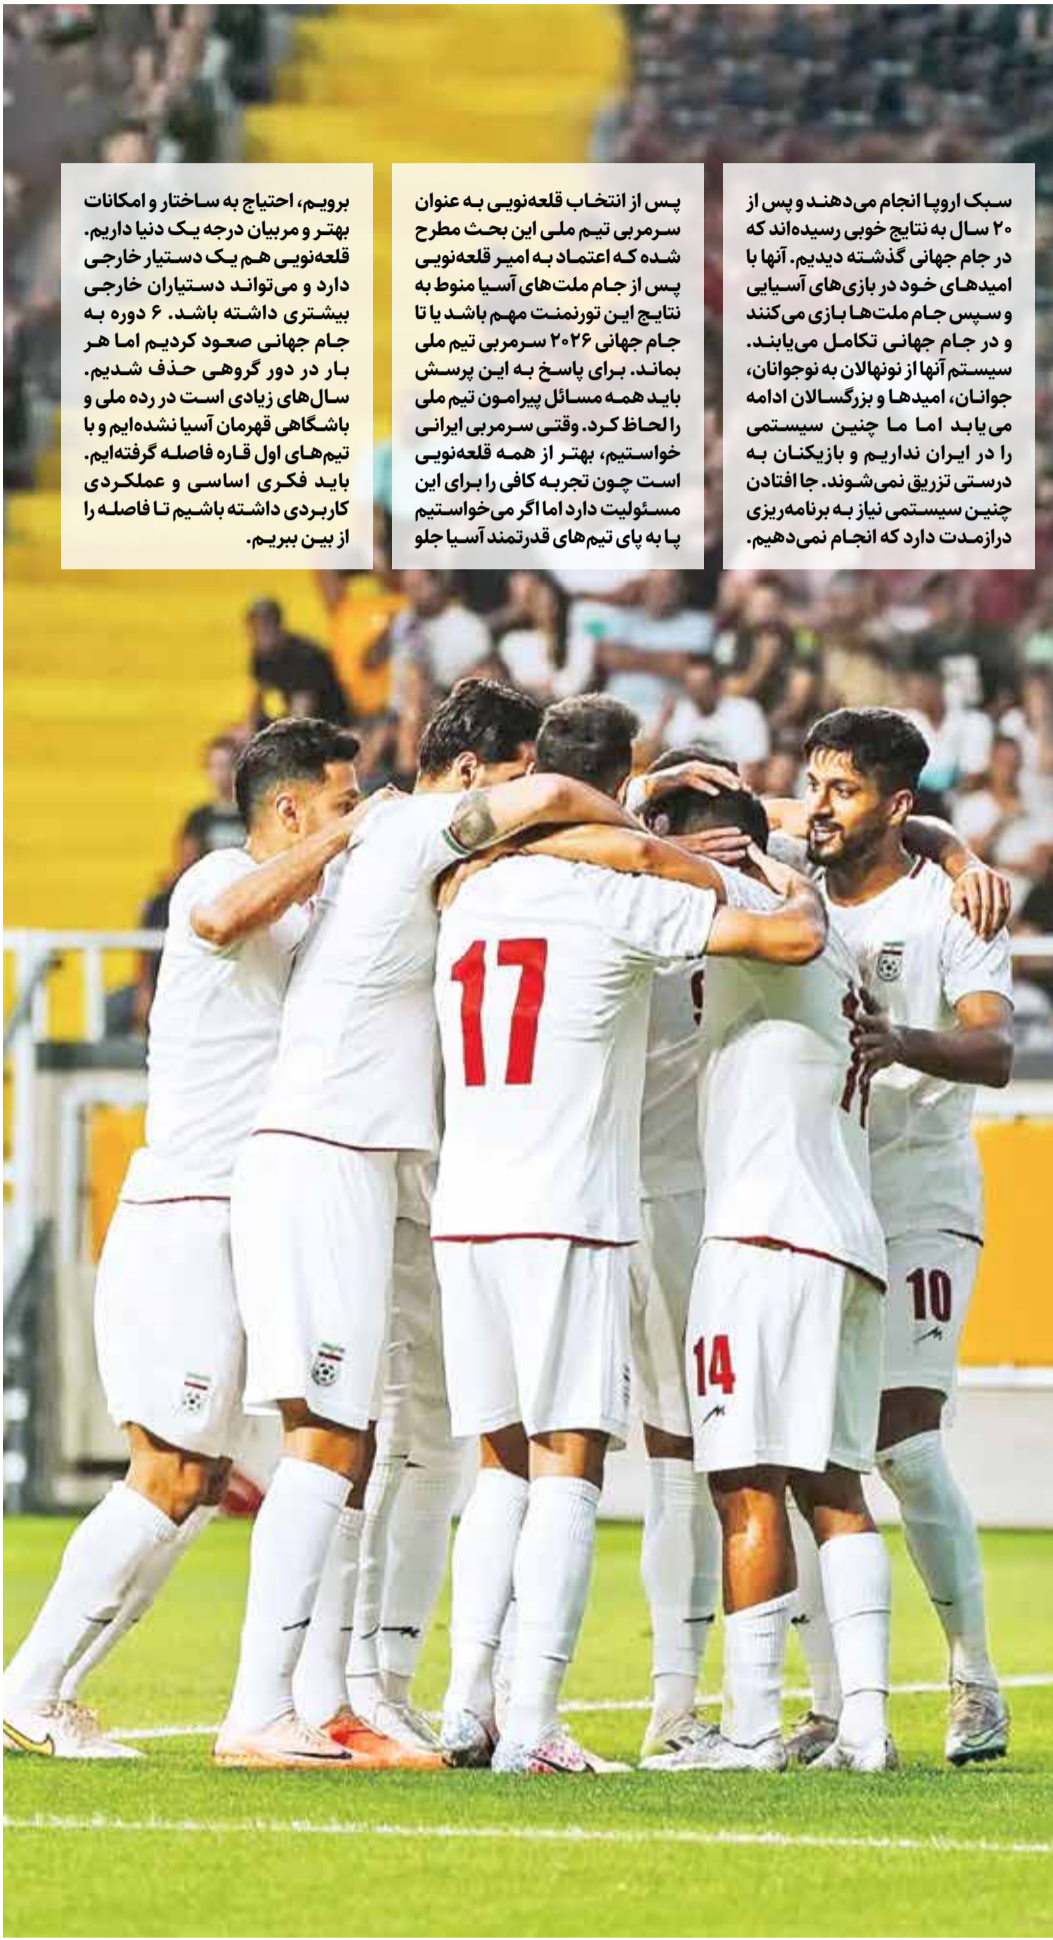 سبک اروپا انجام می‌دهند و پس از
۲۰ سال به نتایج خوبی رسیده‌اند که
در جام جهانی گذشته دیدیم. آنها با
امیدهای خود در بازی‌های آسیایی
و سپس جام ملت‌ها بازی می‌کنند
و در جام جهانی تکامل می‌یابند.
سیستم آنها از نونهالان به نوجوانان،
جوانان، امیدها و بزرگسالان ادامه
می‌یابد اما ما چنین سیستمی
را در ایران نداریم و بازیکنان به
درستی تزریق نمی‌شوند. جا افتادن
چنین سیستمی نیاز به برنامه‌ریزی
درازمدت دارد که انجام نمی‌دهیم.
پس از انتخاب قلعه‌نویی به عنوان
سرمربی تیم ملی این بحث مطرح
شده که اعتماد به امیر قلعه‌نویی
پس از جام ملت‌های آسیا منوط به
نتایج این تورنمنت مهم باشد یا تا
جام جهانی ۲۰۲۶ سرمربی تیم ملی
بماند. برای پاسخ به این پرسش
باید همه مسائل پیرامون تیم ملی
را لحاظ کرد. وقتی سرمربی ایرانی
خواستیم، بهتر از همه قلعه‌نویی
است چون تجربه کافی را برای این
مسئولیت دارد اما اگر می‌خواستیم
پا به پای تیم‌های قدرتمند آسیا جلو
برویم، احتیاج به ساختار و امکانات
بهتر و مربیان درجه یک دنیا داریم.
قلعه‌نویی هم یک دستیار خارجی
دارد و می‌تواند دستیاران خارجی
بیشتری داشته باشد. ۶ دوره به
جام جهانی صعود کردیم اما هر
بار در دور گروهی حذف شدیم.
سال‌های زیادی است در رده ملی و
باشگاهی قهرمان آسیا نشده‌ایم و با
تیم‌های اول قاره فاصله گرفته‌ایم.
باید فکری اساسی و عملکردی
کاربردی داشته باشیم تا فاصله را
از بین ببریم.
17
10
14